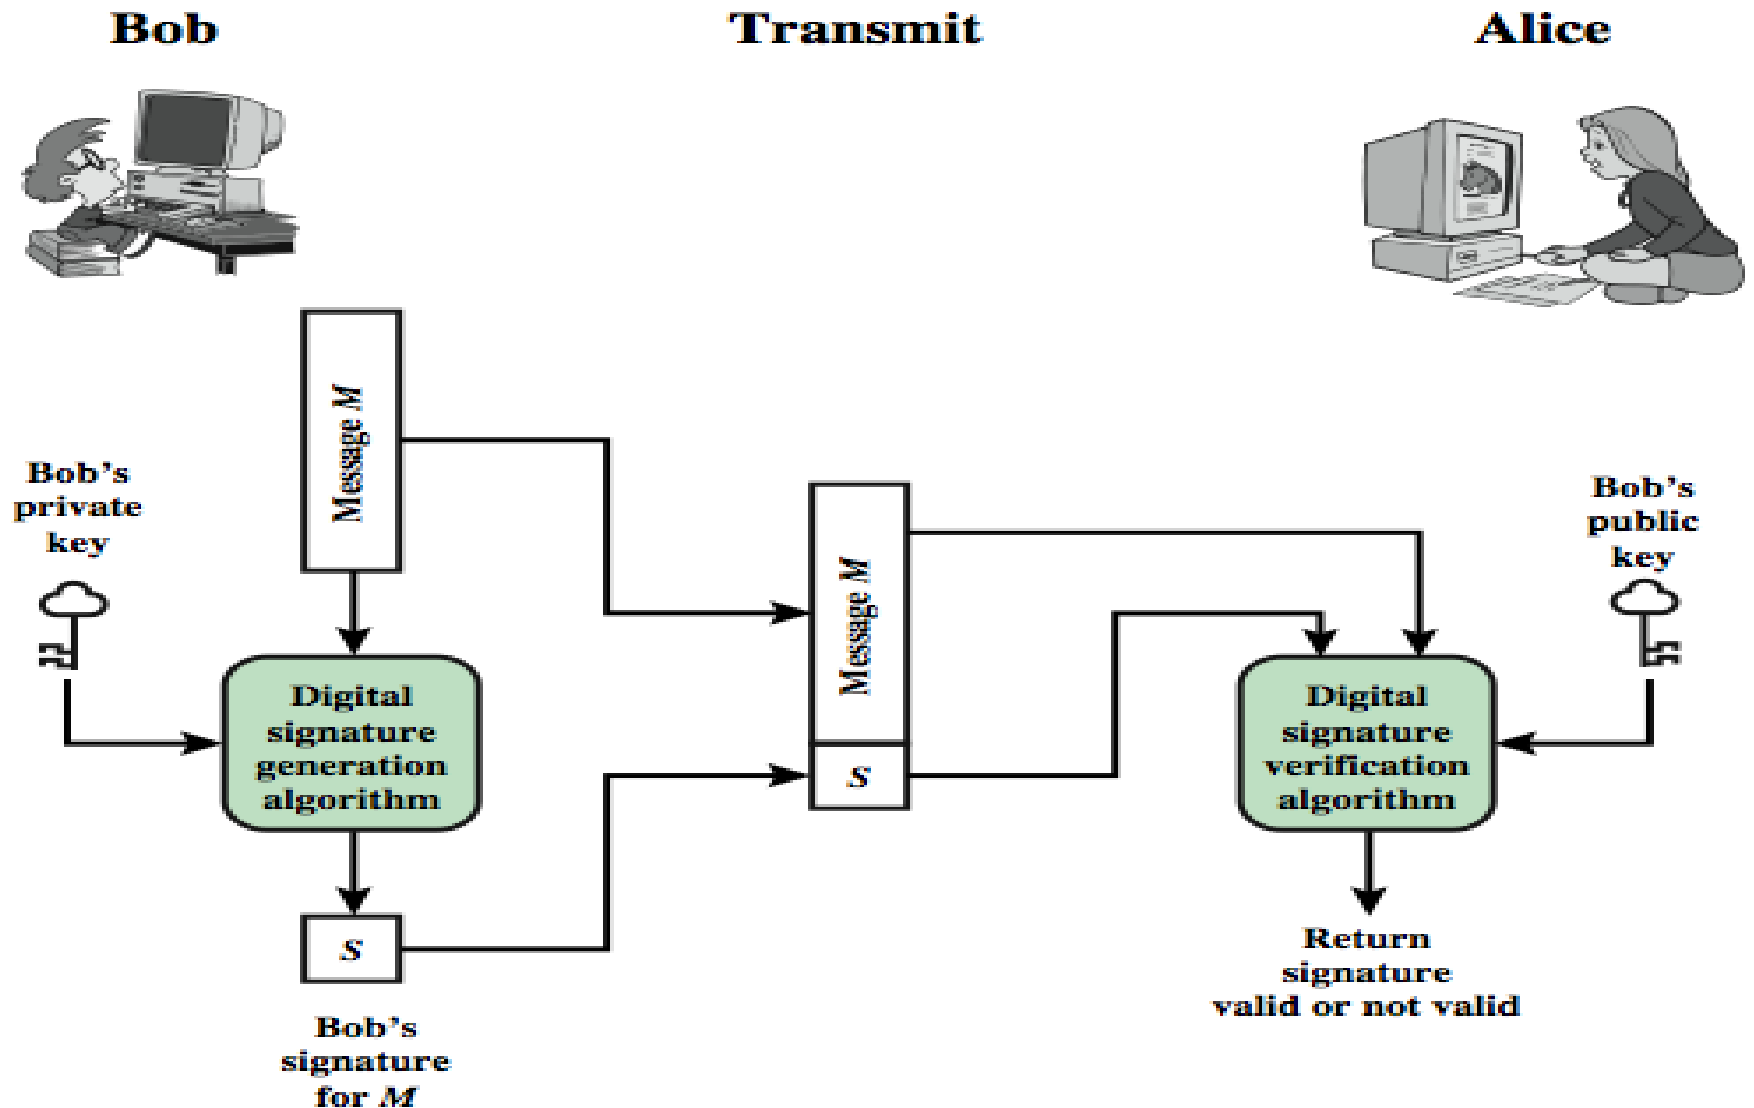 Bob
Transmit
Alice
Message M
Bob's
private
key
Digital
signature
generation
algorithm
S
Bob's
signature
for M
Message M
S
Bob's
public
key
Digital
signature
verification
algorithm
Return
signature
valid or not valid